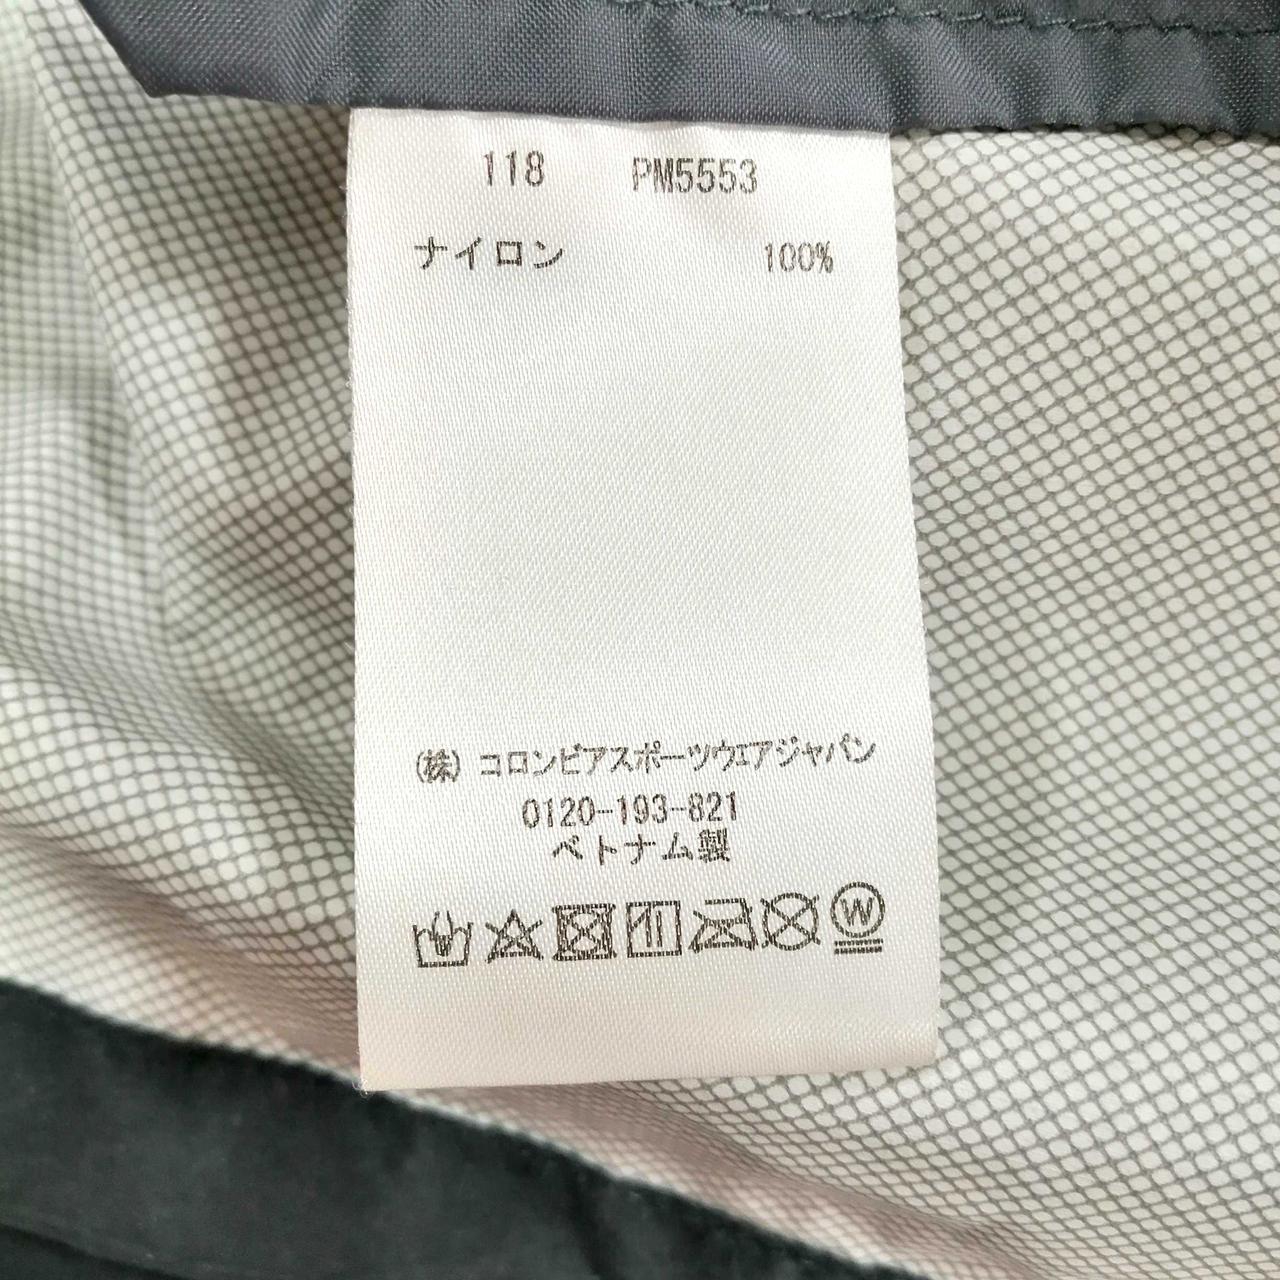 118 PM5553
ナイロン 100%
(株) コロンビアスポーツウェアジャパン
0120-193-821
ベトナム製
W